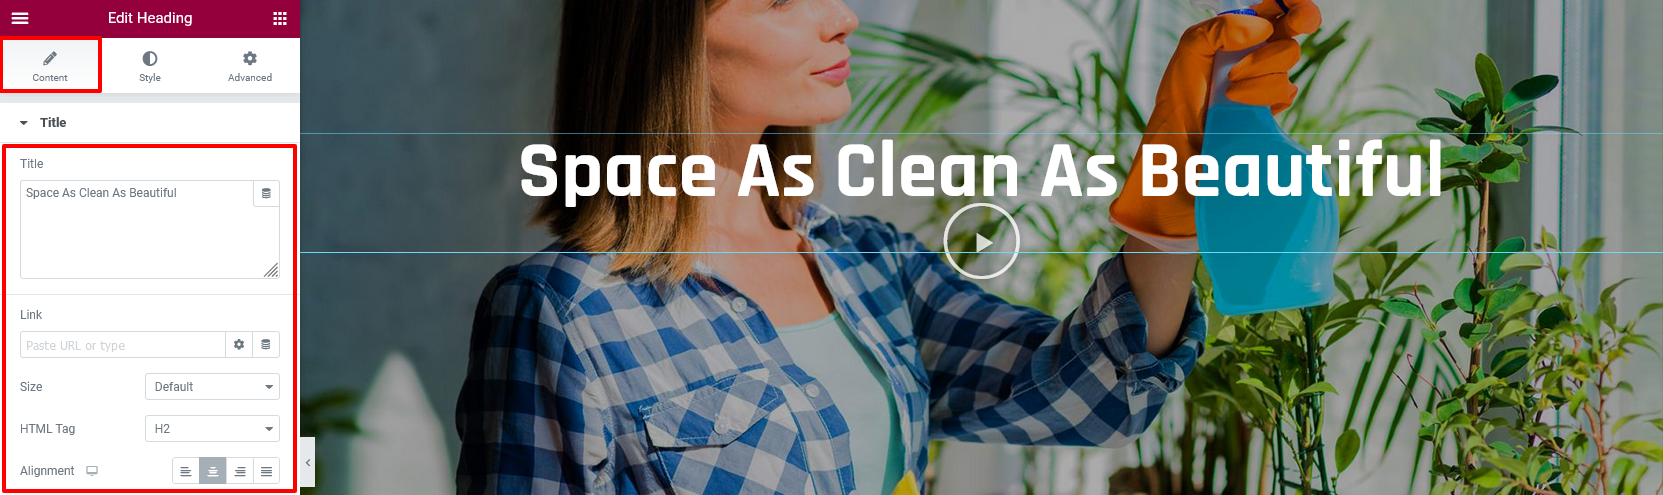 Edit Heading
Content Style Advanced
Title
Title
Space As Clean As Beautiful
Link
Paste URL or type
Size Default
HTML Tag H2
Alignment
Space As Clean As Beautiful